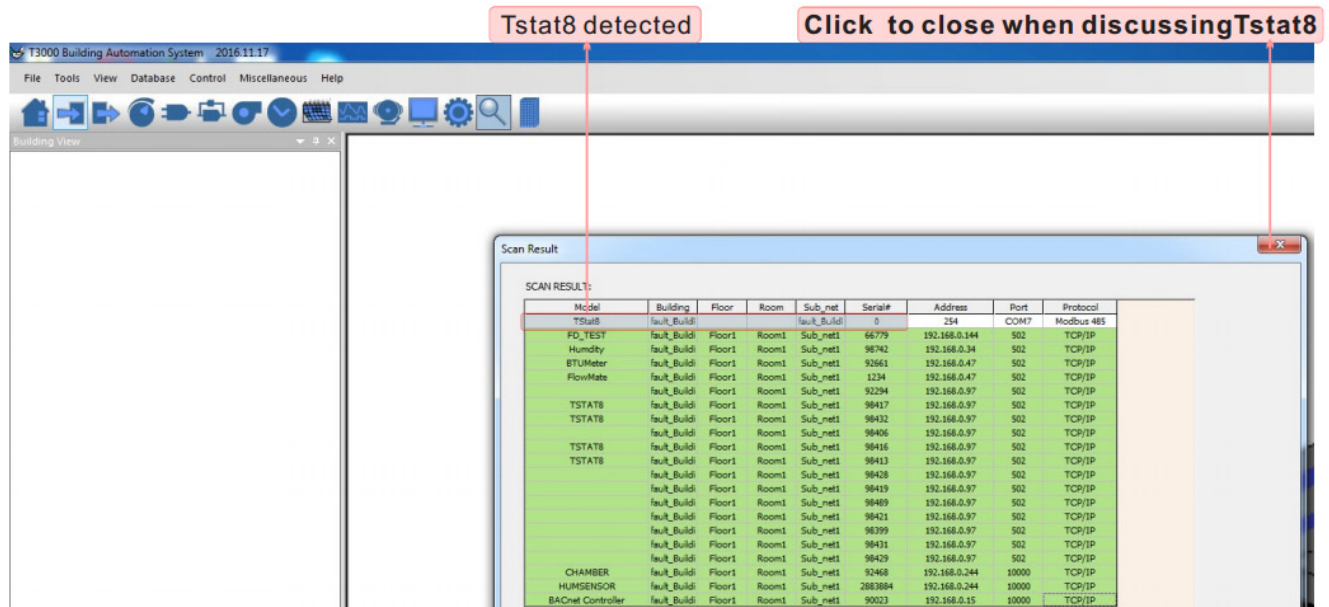 Tstat8 detected
Click to close when discussingTstat8
T3000 Building Automation System 2016.11.17
File Tools View Database Control Miscellaneous Help
Building View
Scan Result
SCAN RESULT:
Model Building Floor Room Sub_net Serial# Address Port Protocol
TStat8 fault_Buildi fault_Buildi 0 254 COM7 Modbus 485
FD_TEST fault_Buildi Floor1 Room1 Sub_net1 66779 192.168.0.144 502 TCP/IP
Humdity fault_Buildi Floor1 Room1 Sub_net1 98742 192.168.0.34 502 TCP/IP
BTUMeter fault_Buildi Floor1 Room1 Sub_net1 92661 192.168.0.47 502 TCP/IP
FlowMate fault_Buildi Floor1 Room1 Sub_net1 1234 192.168.0.47 502 TCP/IP
fault_Buildi Floor1 Room1 Sub_net1 92294 192.168.0.97 502 TCP/IP
TSTAT8 fault_Buildi Floor1 Room1 Sub_net1 98417 192.168.0.97 502 TCP/IP
TSTAT8 fault_Buildi Floor1 Room1 Sub_net1 98432 192.168.0.97 502 TCP/IP
fault_Buildi Floor1 Room1 Sub_net1 98406 192.168.0.97 502 TCP/IP
TSTAT8 fault_Buildi Floor1 Room1 Sub_net1 98416 192.168.0.97 502 TCP/IP
TSTAT8 fault_Buildi Floor1 Room1 Sub_net1 98413 192.168.0.97 502 TCP/IP
fault_Buildi Floor1 Room1 Sub_net1 98428 192.168.0.97 502 TCP/IP
fault_Buildi Floor1 Room1 Sub_net1 98419 192.168.0.97 502 TCP/IP
fault_Buildi Floor1 Room1 Sub_net1 98489 192.168.0.97 502 TCP/IP
fault_Buildi Floor1 Room1 Sub_net1 98421 192.168.0.97 502 TCP/IP
fault_Buildi Floor1 Room1 Sub_net1 98399 192.168.0.97 502 TCP/IP
fault_Buildi Floor1 Room1 Sub_net1 98431 192.168.0.97 502 TCP/IP
fault_Buildi Floor1 Room1 Sub_net1 98429 192.168.0.97 502 TCP/IP
CHAMBER fault_Buildi Floor1 Room1 Sub_net1 92468 192.168.0.244 10000 TCP/IP
HUMSENSOR fault_Buildi Floor1 Room1 Sub_net1 2883884 192.168.0.244 10000 TCP/IP
BACnet Controller fault_Buildi Floor1 Room1 Sub_net1 90023 192.168.0.15 10000 TCP/IP